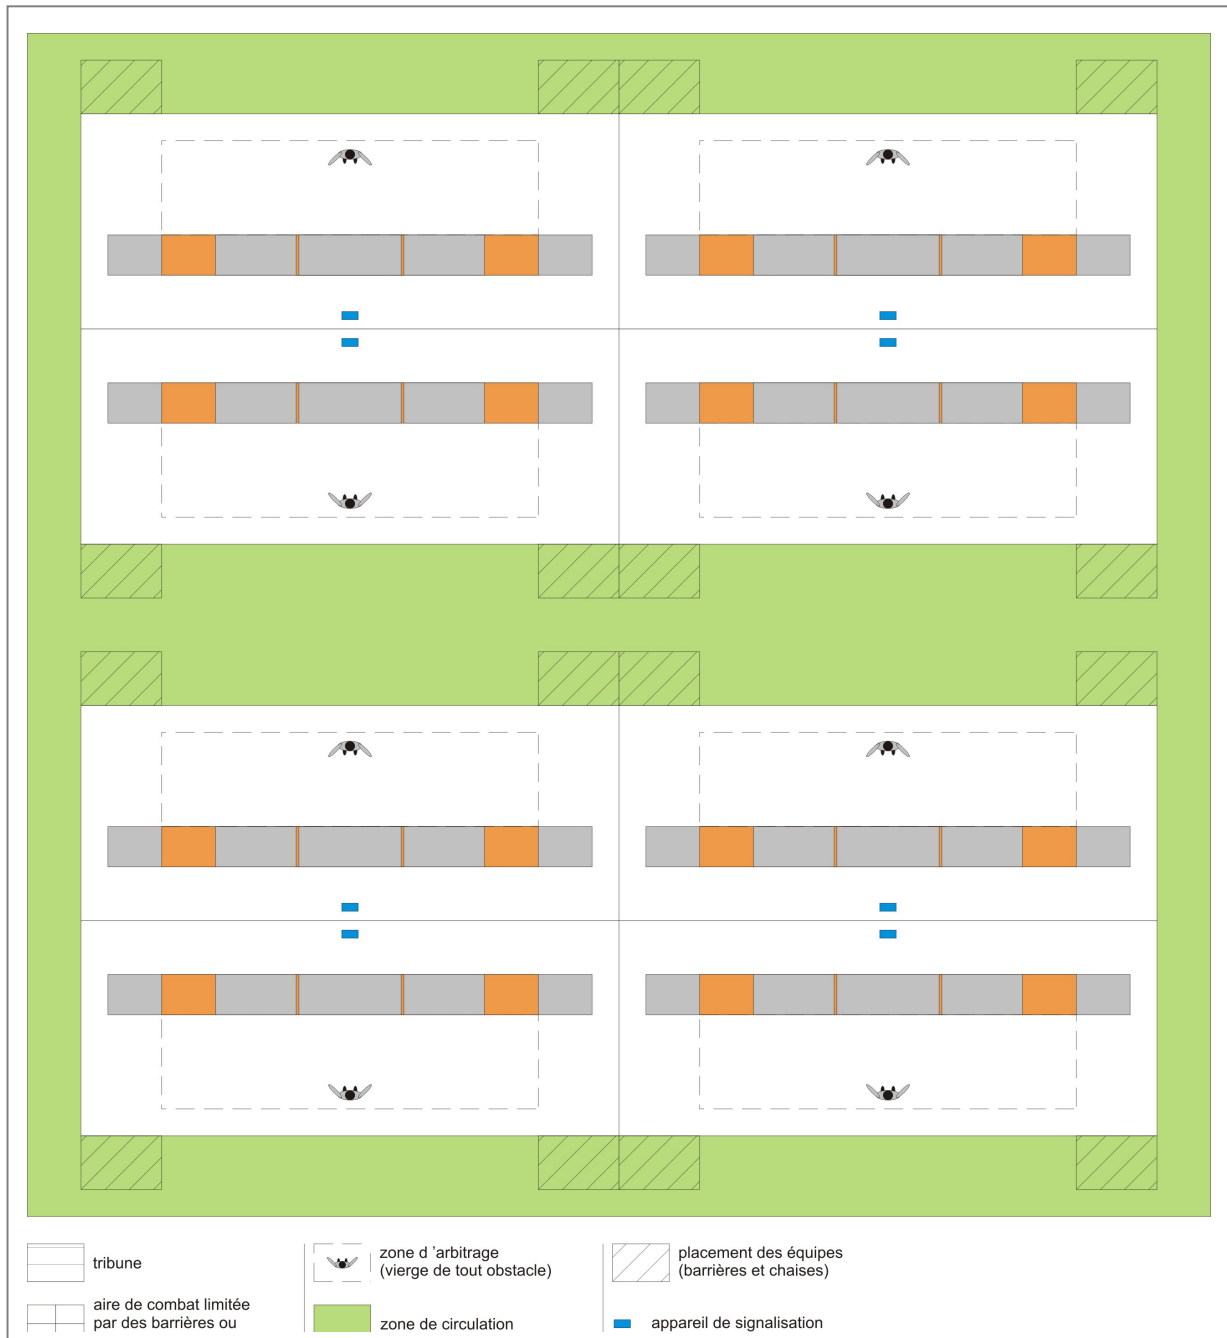 tribune
aire de combat limitée
par des barrières ou
zone d 'arbitrage
(vierge de tout obstacle)
zone de circulation
placement des équipes
(barrières et chaises)
appareil de signalisation